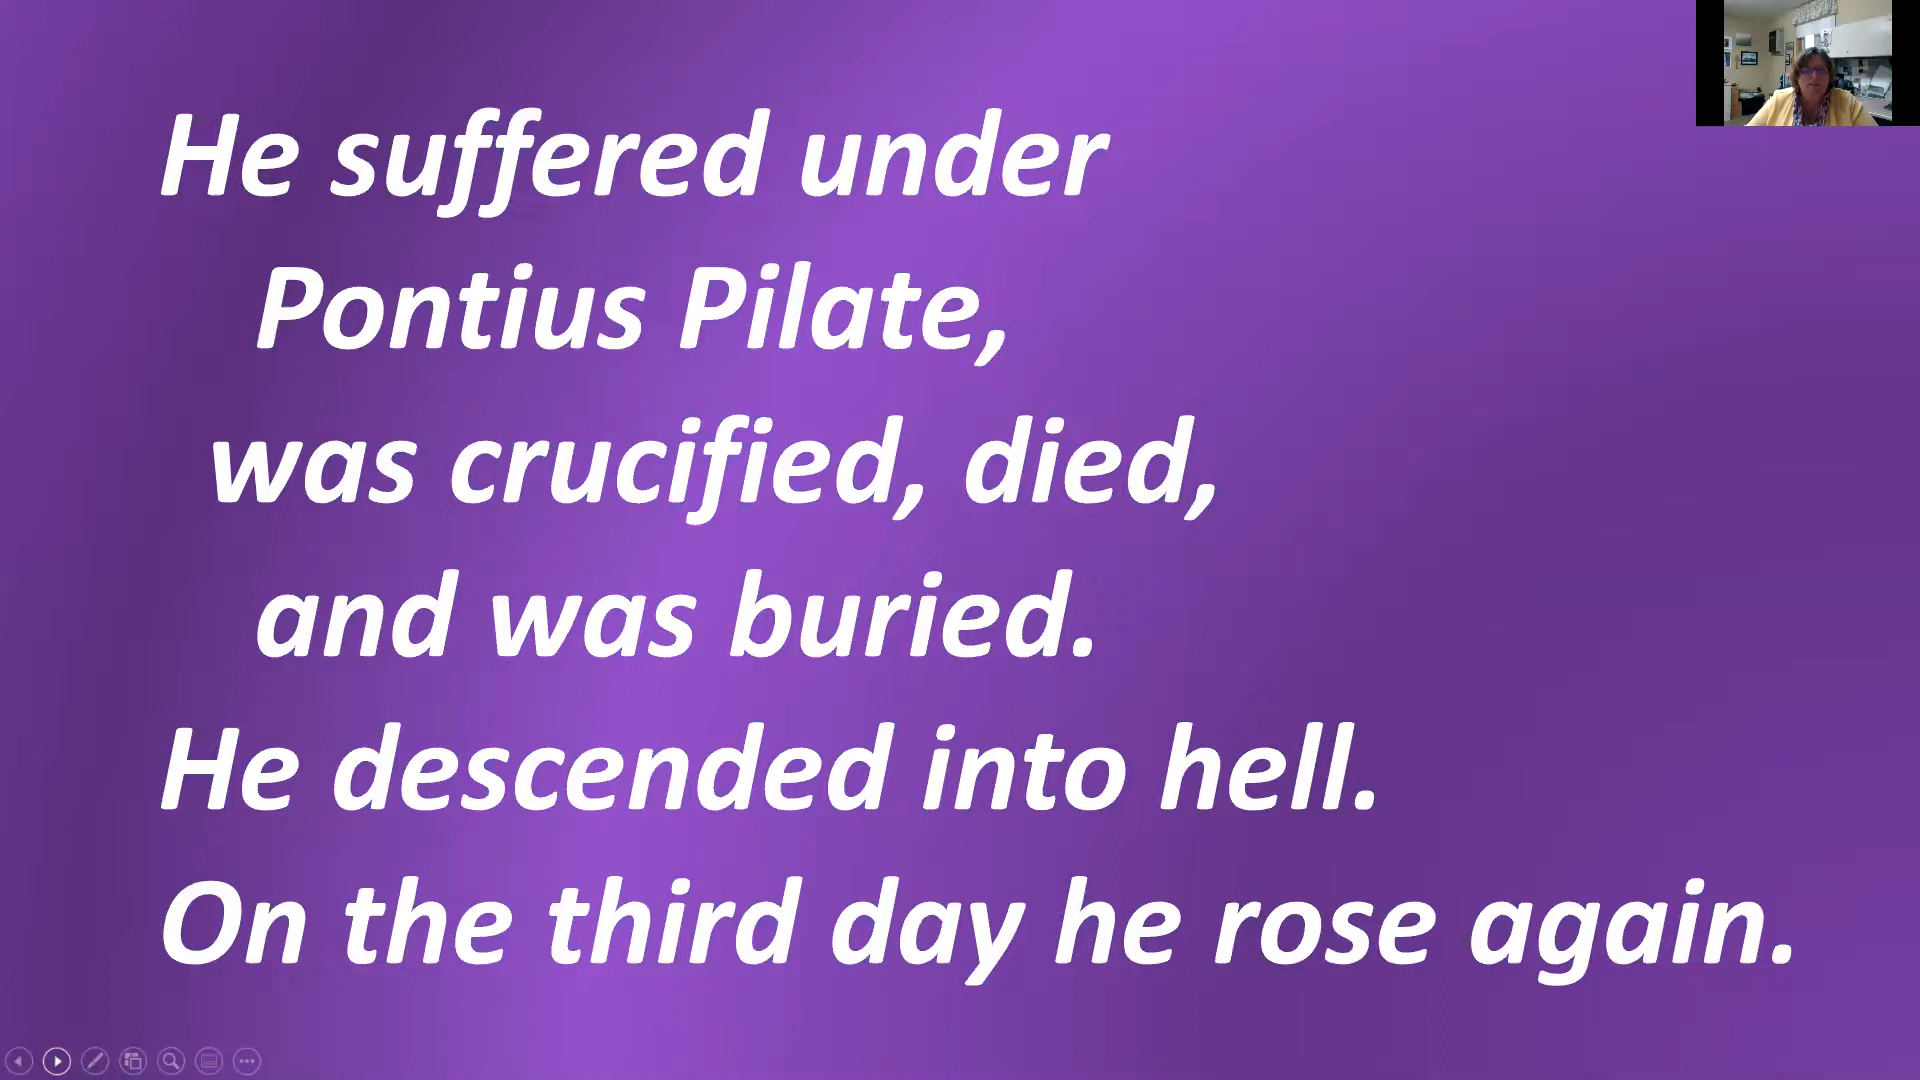 He suffered under
Pontius Pilate,
was crucified, died,
and was buried.
He descended into hell.
On the third day he rose again.